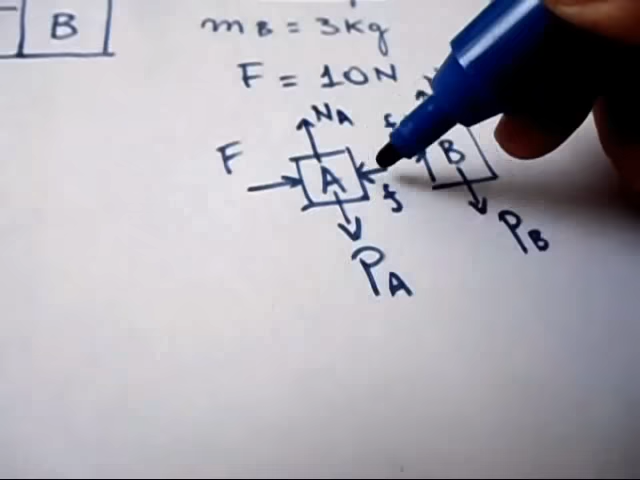 B
mB = 3kg
F = 10N
NA
F
A
B
f
PB
PA